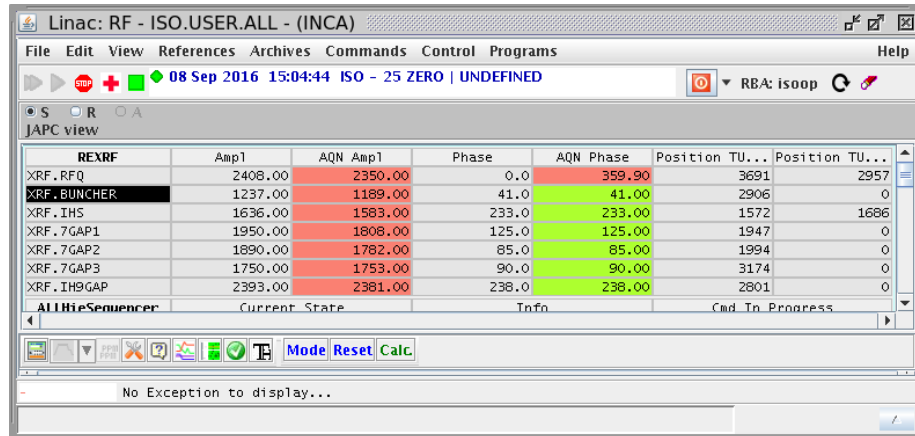 Linac: RF - ISO.USER.ALL - (INCA)
File Edit View References Archives Commands Control Programs Help
STOP 08 Sep 2016 15:04:44 ISO - 25 ZERO | UNDEFINED RBA: isoop
S R A
JAPC view
REXRF Ampl AQN Ampl Phase AQN Phase Position TU... Position TU...
XRF.RFQ 2408.00 2350.00 0.0 359.90 3691 2957
XRF.BUNCHER 1237.00 1189.00 41.0 41.00 2906 0
XRF.IHS 1636.00 1583.00 233.0 233.00 1572 1686
XRF.7GAP1 1950.00 1808.00 125.0 125.00 1947 0
XRF.7GAP2 1890.00 1782.00 85.0 85.00 1994 0
XRF.7GAP3 1750.00 1753.00 90.0 90.00 3174 0
XRF.IH9GAP 2393.00 2381.00 238.0 238.00 2801 0
ALLHieSequencer Current State Info Cmd In Progress
PPM Mode Reset Calc.
No Exception to display...